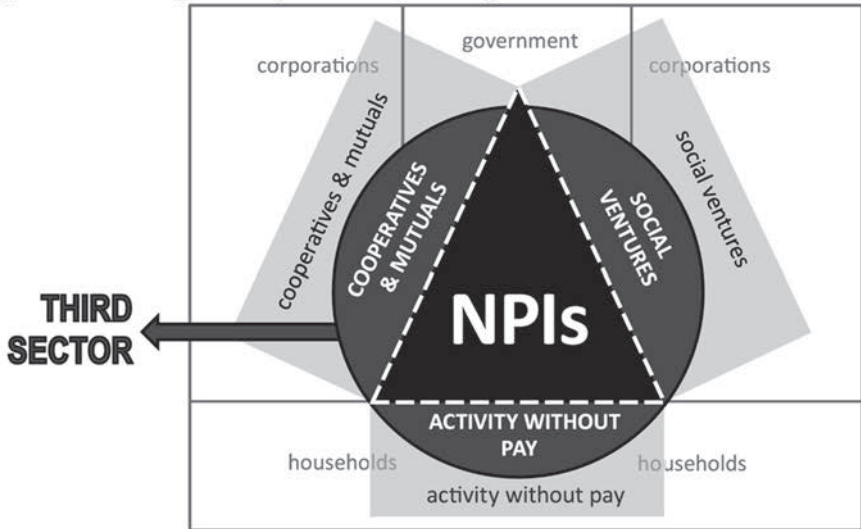 government
corporations
corporations
cooperatives & mutuals
COOPERATIVES
& MUTUALS
SOCIAL
VENTURES
social ventures
THIRD
SECTOR
NPIs
ACTIVITY WITHOUT
PAY
households
households
activity without pay